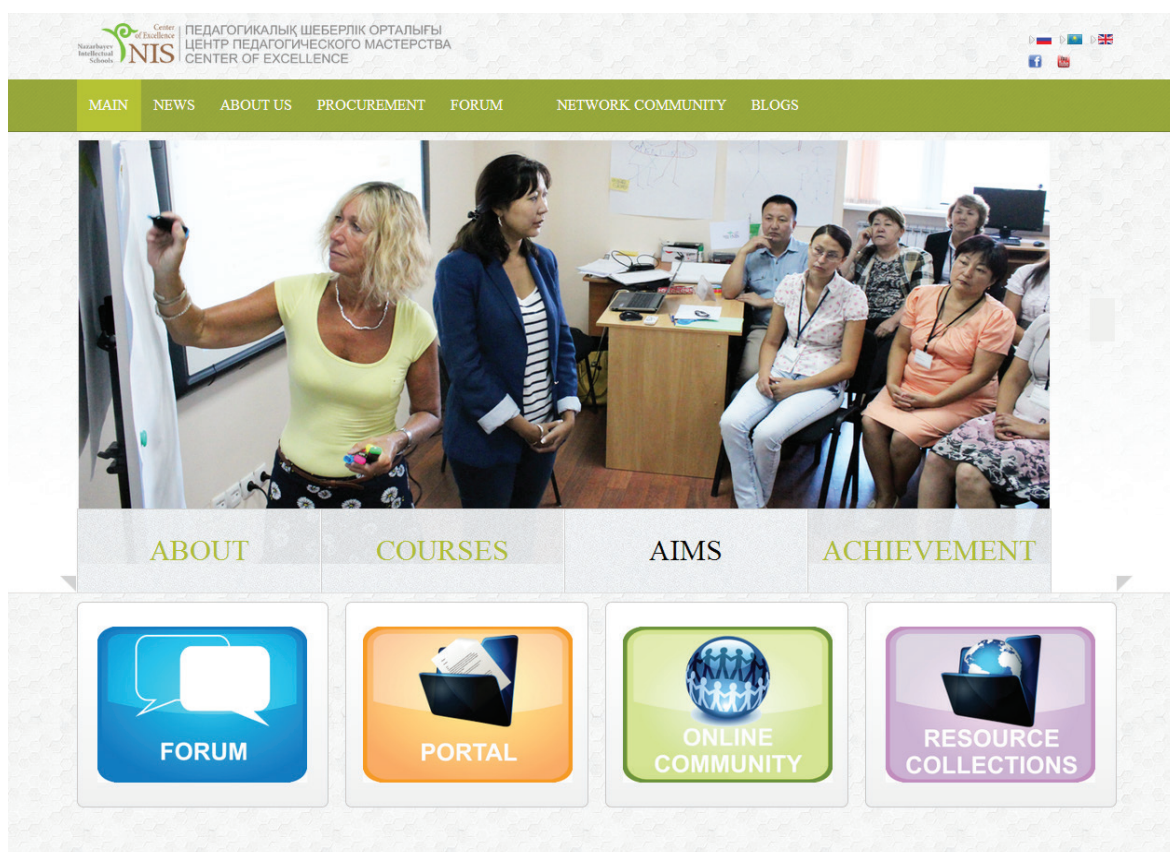 Center
of Excellence
Nazarbayev
Intellectual
Schools
NIS
ПЕДАГОГИКАЛЫҚ ШЕБЕРЛІК ОРТАЛЫҒЫ
ЦЕНТР ПЕДАГОГИЧЕСКОГО МАСТЕРСТВА
CENTER OF EXCELLENCE
MAIN NEWS ABOUT US PROCUREMENT FORUM NETWORK COMMUNITY BLOGS
ABOUT COURSES AIMS ACHIEVEMENT
FORUM
PORTAL
ONLINE
COMMUNITY
RESOURCE
COLLECTIONS